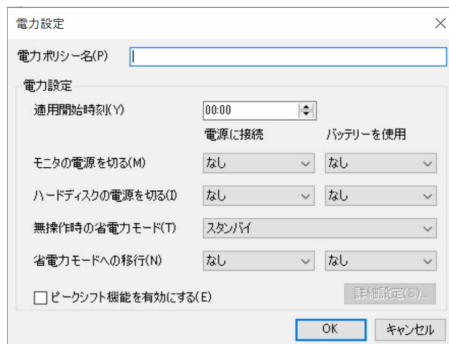 電力設定
電力ポリシー名(P)
電力設定
適用開始時刻(Y) 00:00
電源に接続 バッテリーを使用
モニタの電源を切る(M) なし なし
ハードディスクの電源を切る(I) なし なし
無操作時の省電力モード(T) スタンバイ
省電力モードへの移行(N) なし なし
ピークシフト機能を有効にする(E) 詳細設定(S)...
OK キャンセル